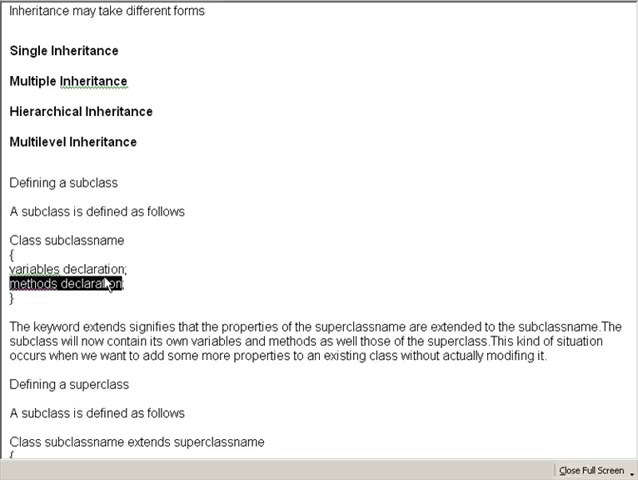 Inheritance may take different forms
Single Inheritance
Multiple Inheritance
Hierarchical Inheritance
Multilevel Inheritance
Defining a subclass
A subclass is defined as follows
Class subclassname
{
variables declaration;
methods declaration;
}
The keyword extends signifies that the properties of the superclassname are extended to the subclassname.The
subclass will now contain its own variables and methods as well those of the superclass.This kind of situation
occurs when we want to add some more properties to an existing class without actually modifing it.
Defining a superclass
A subclass is defined as follows
Class subclassname extends superclassname
{
Close Full Screen